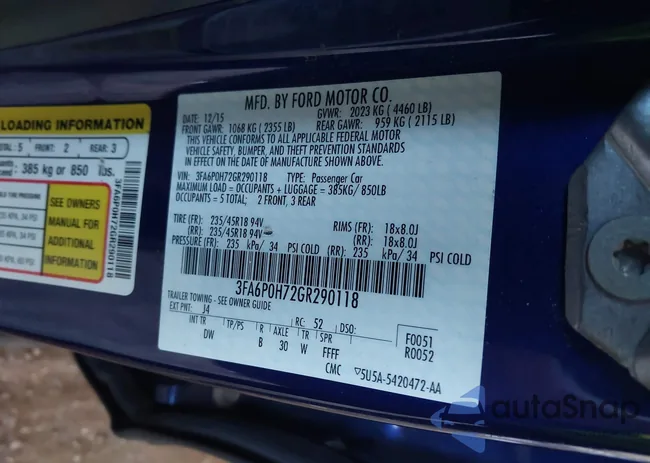 LOADING INFORMATION
TOTAL: 5 FRONT: 2 REAR: 3
385 kg or 850 lbs.
35 KPA, 34 PSI
SEE OWNERS
MANUAL FOR
ADDITIONAL
INFORMATION
3FA6P0H72GR290118
MFD. BY FORD MOTOR CO.
DATE: 12/15 GVWR: 2023 KG ( 4460 LB)
FRONT GAWR: 1068 KG ( 2355 LB) REAR GAWR: 959 KG ( 2115 LB)
THIS VEHICLE CONFORMS TO ALL APPLICABLE FEDERAL MOTOR
VEHICLE SAFETY, BUMPER, AND THEFT PREVENTION STANDARDS
IN EFFECT ON THE DATE OF MANUFACTURE SHOWN ABOVE.
VIN: 3FA6P0H72GR290118 TYPE: Passenger Car
MAXIMUM LOAD = OCCUPANTS + LUGGAGE = 385KG/850LB
OCCUPANTS = 5 TOTAL: 2 FRONT, 3 REAR
TIRE (FR): 235/45R18 94V RIMS (FR): 18x8.0J
(RR): 235/45R18 94V (RR): 18x8.0J
PRESSURE (FR): 235 kPa/ 34 PSI COLD (RR): 235 kPa/ 34 PSI COLD
3FA6P0H72GR290118
TRAILER TOWING - SEE OWNER GUIDE
EXT PNT: J4 RC: 52 DSO: F0051
INT TR TP/PS R AXLE TR SPR R0052
DW B 30 W FFFF
CMC 5U5A-5420472-AA
autoSnap